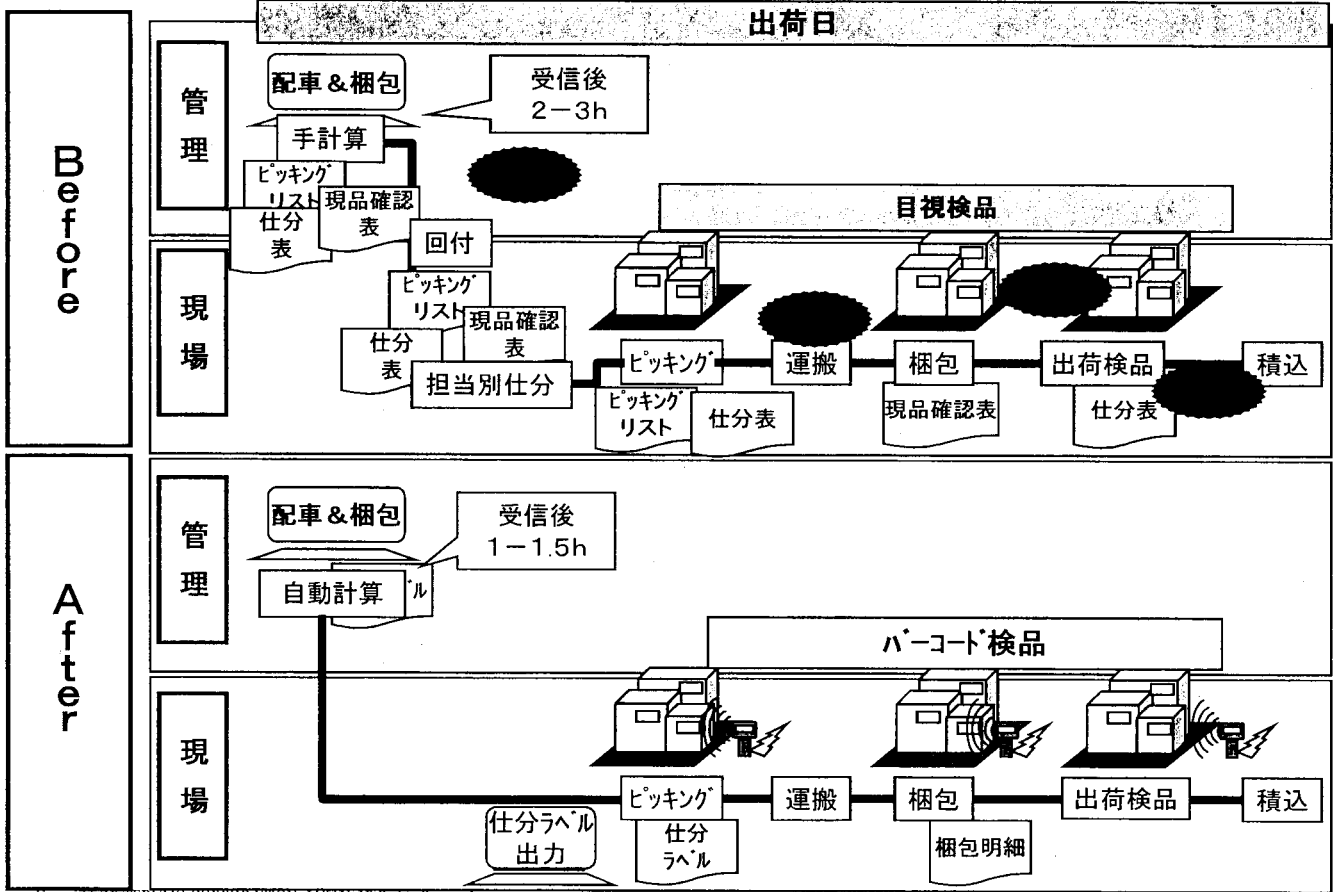 出荷日
Before
管理
配車&梱包
受信後
2-3h
手計算
ピッキング
リスト
仕分
表
現品確認
表
目視検品
現場
回付
ピッキング
リスト
仕分
表
現品確認
表
担当別仕分
ピッキング
運搬
梱包
出荷検品
積込
ピッキング
リスト
仕分表
現品確認表
仕分表
After
管理
配車&梱包
受信後
1-1.5h
自動計算
ル
バーコード検品
現場
ピッキング
運搬
梱包
出荷検品
積込
仕分ラベル
出力
仕分
ラベル
梱包明細